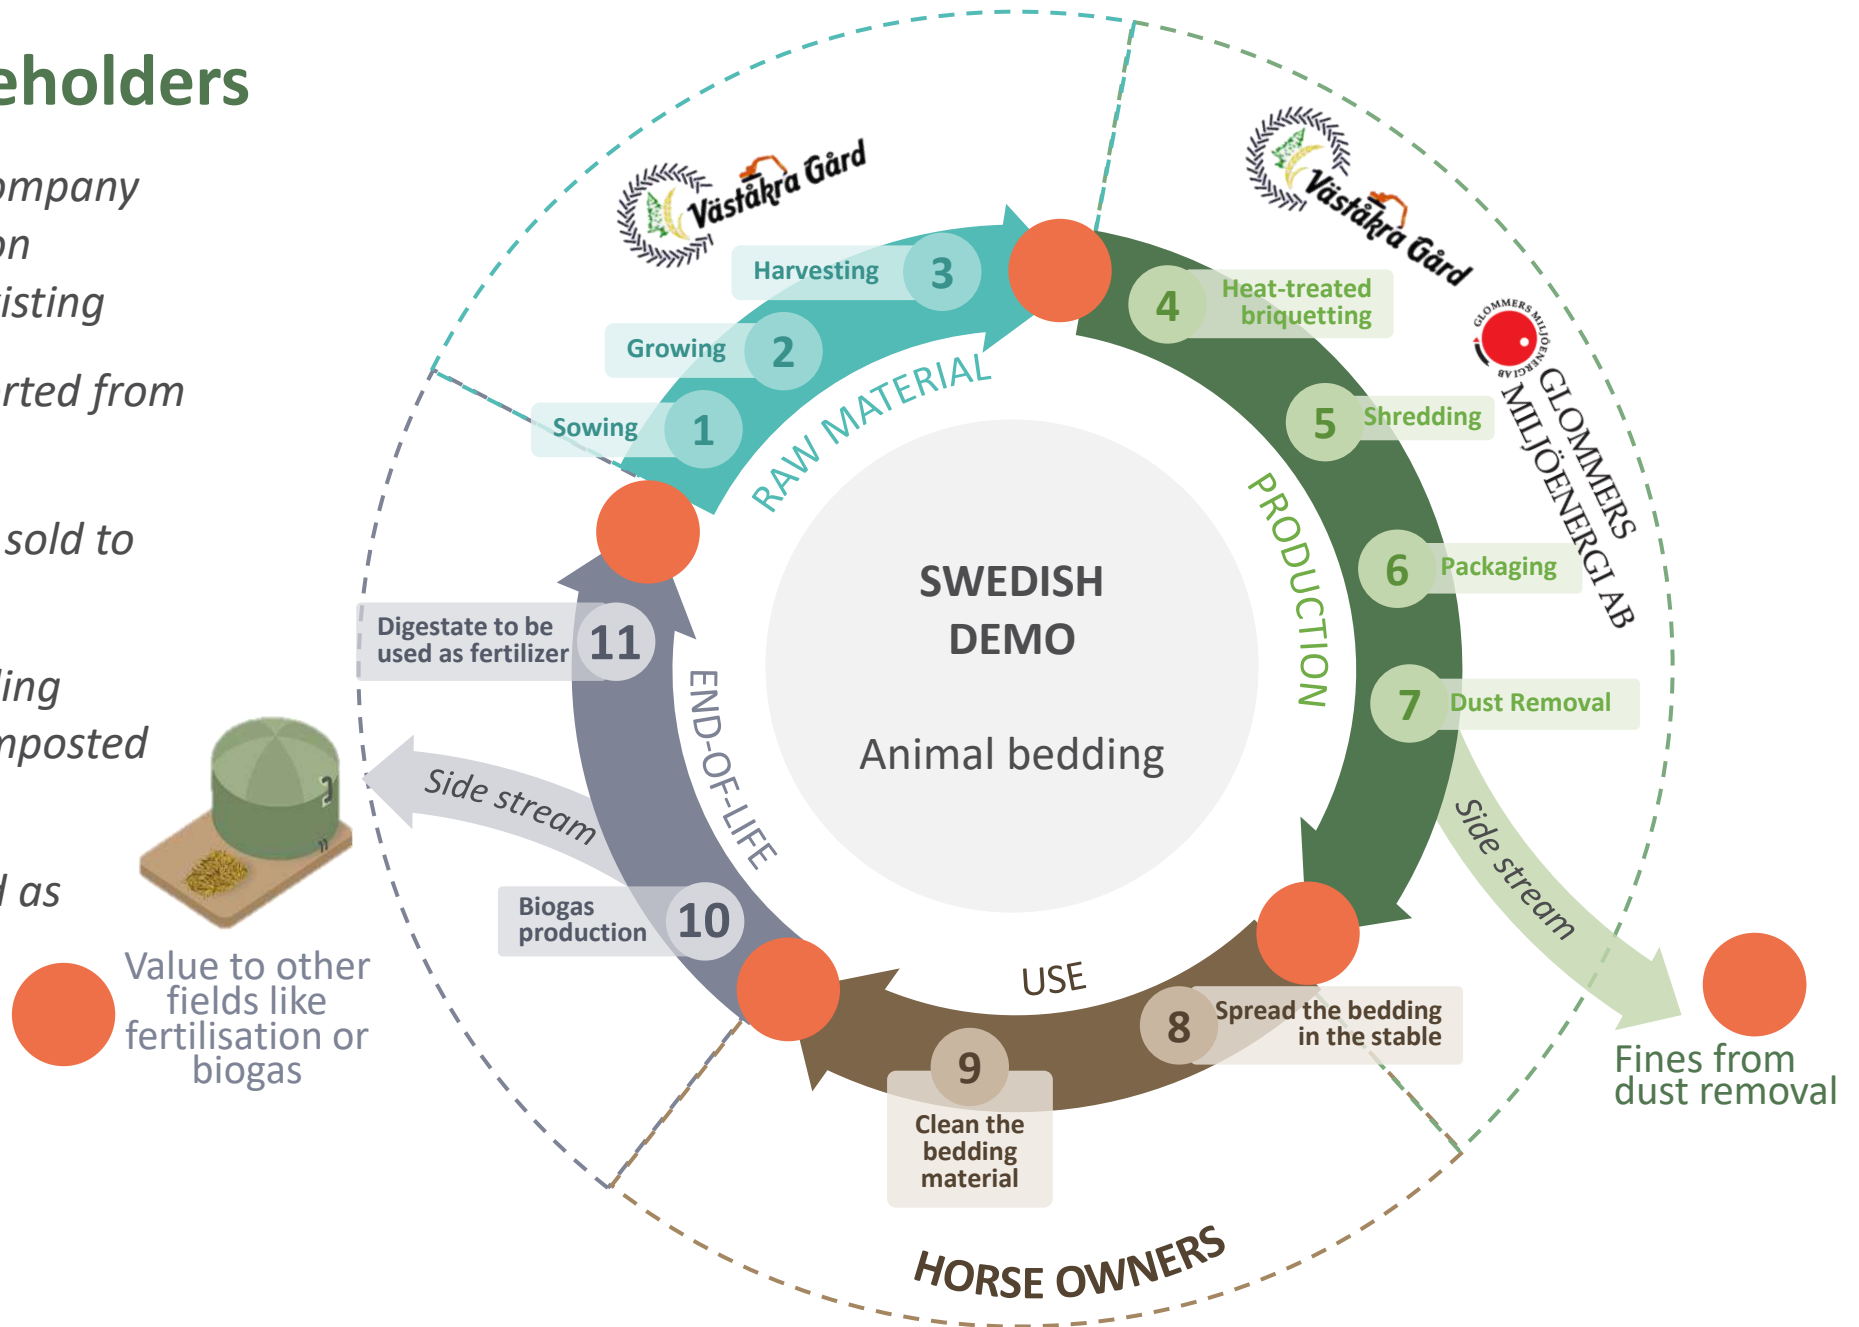 eholders
ompany
on
isting
rted from
sold to
ling
mposted
d as
Value to other
fields like
fertilisation or
biogas
Väståkra Gård
Harvesting 3
Growing 2
Sowing 1
RAW MATERIAL
Väståkra Gård
GLOMMERS MILJÖENERGI AB
GLOMMERS
MILJÖENERGI AB
4 Heat-treated
briquetting
5 Shredding
6 Packaging
7 Dust Removal
PRODUCTION
Side stream
Fines from
dust removal
SWEDISH
DEMO
Animal bedding
USE
8 Spread the bedding
in the stable
9
Clean the
bedding
material
HORSE OWNERS
END-OF-LIFE
Biogas
production 10
Side stream
Digestate to be
used as fertilizer 11